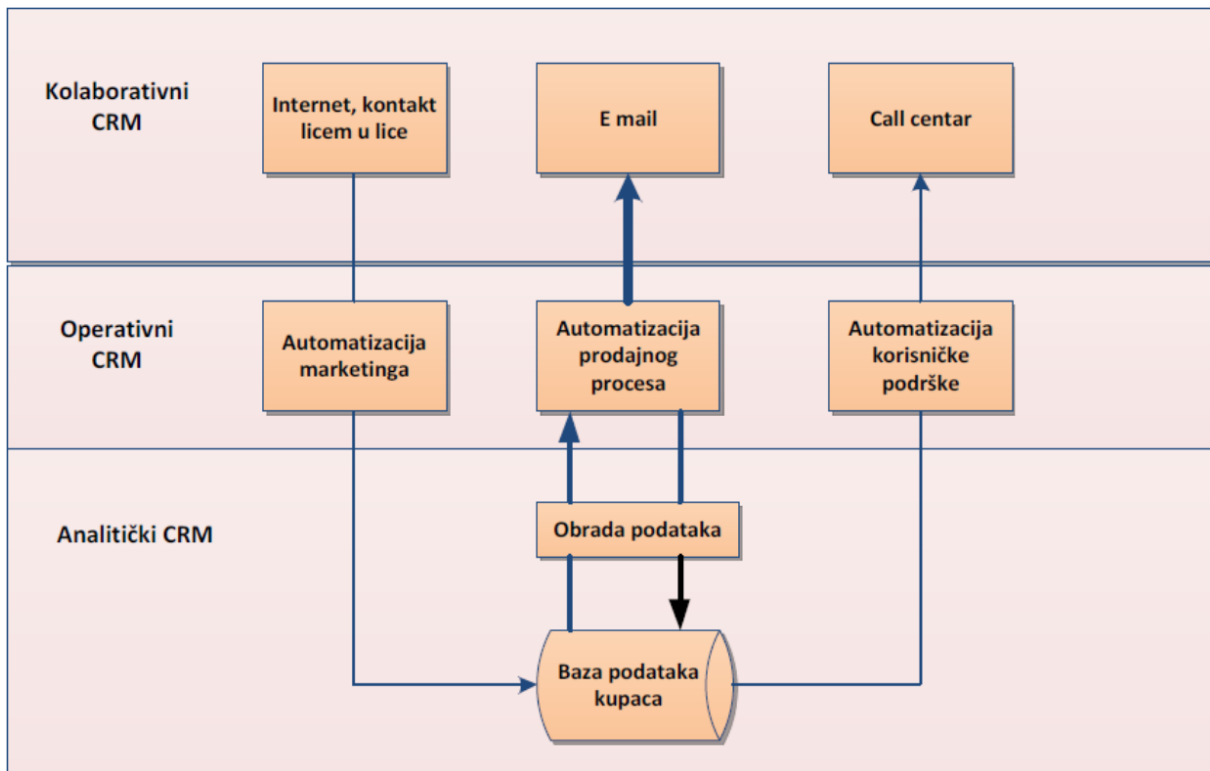 Kolaborativni
CRM
Internet, kontakt
licem u lice
E mail
Call centar
Operativni
CRM
Automatizacija
marketinga
Automatizacija
prodajnog
procesa
Automatizacija
korisničke
podrške
Analitički CRM
Obrada podataka
Baza podataka
kupaca